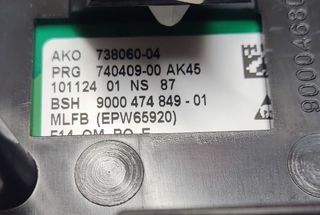 AKO 738060-04
PRG 740409-00 AK45
101124 01 NS 87
BSH 9000 474 849 - 01
MLFB (EPW65920)